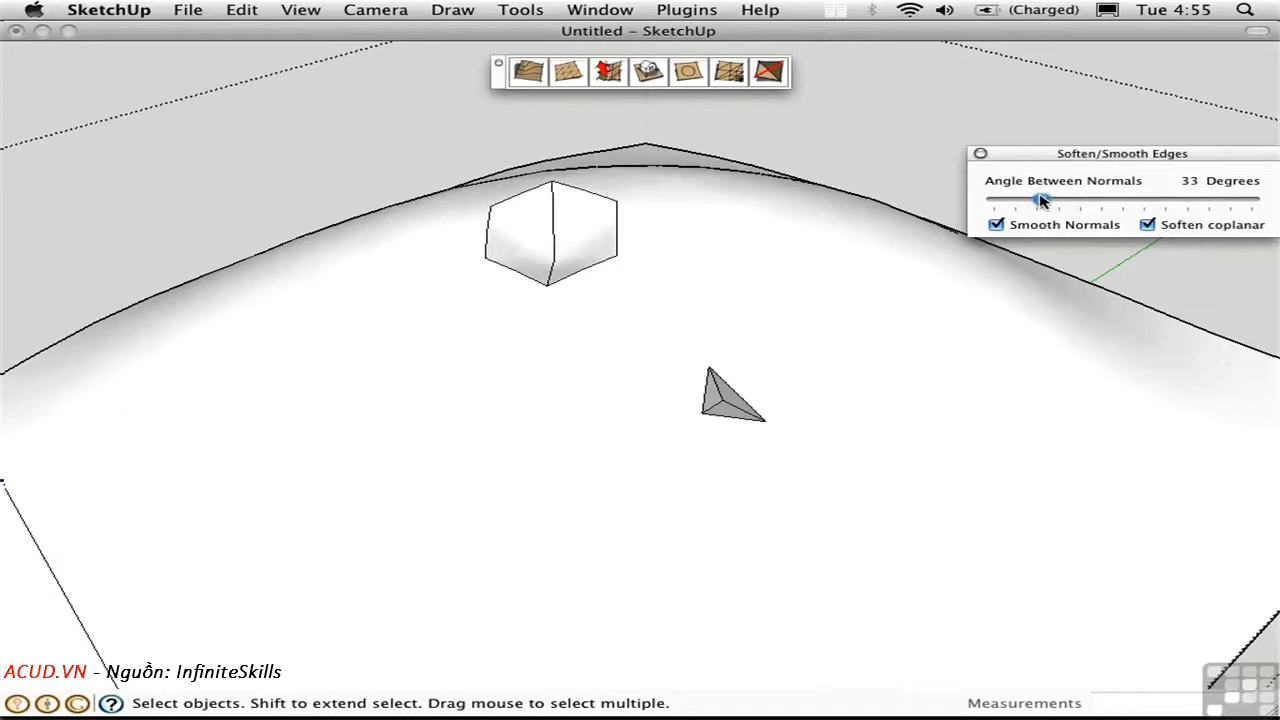 SketchUp File Edit View Camera Draw Tools Window Plugins Help (Charged) Tue 4:55
Untitled - SketchUp
Soften/Smooth Edges
Angle Between Normals 33 Degrees
Smooth Normals Soften coplanar
ACUD.VN - Nguồn: InfiniteSkills
Select objects. Shift to extend select. Drag mouse to select multiple. Measurements